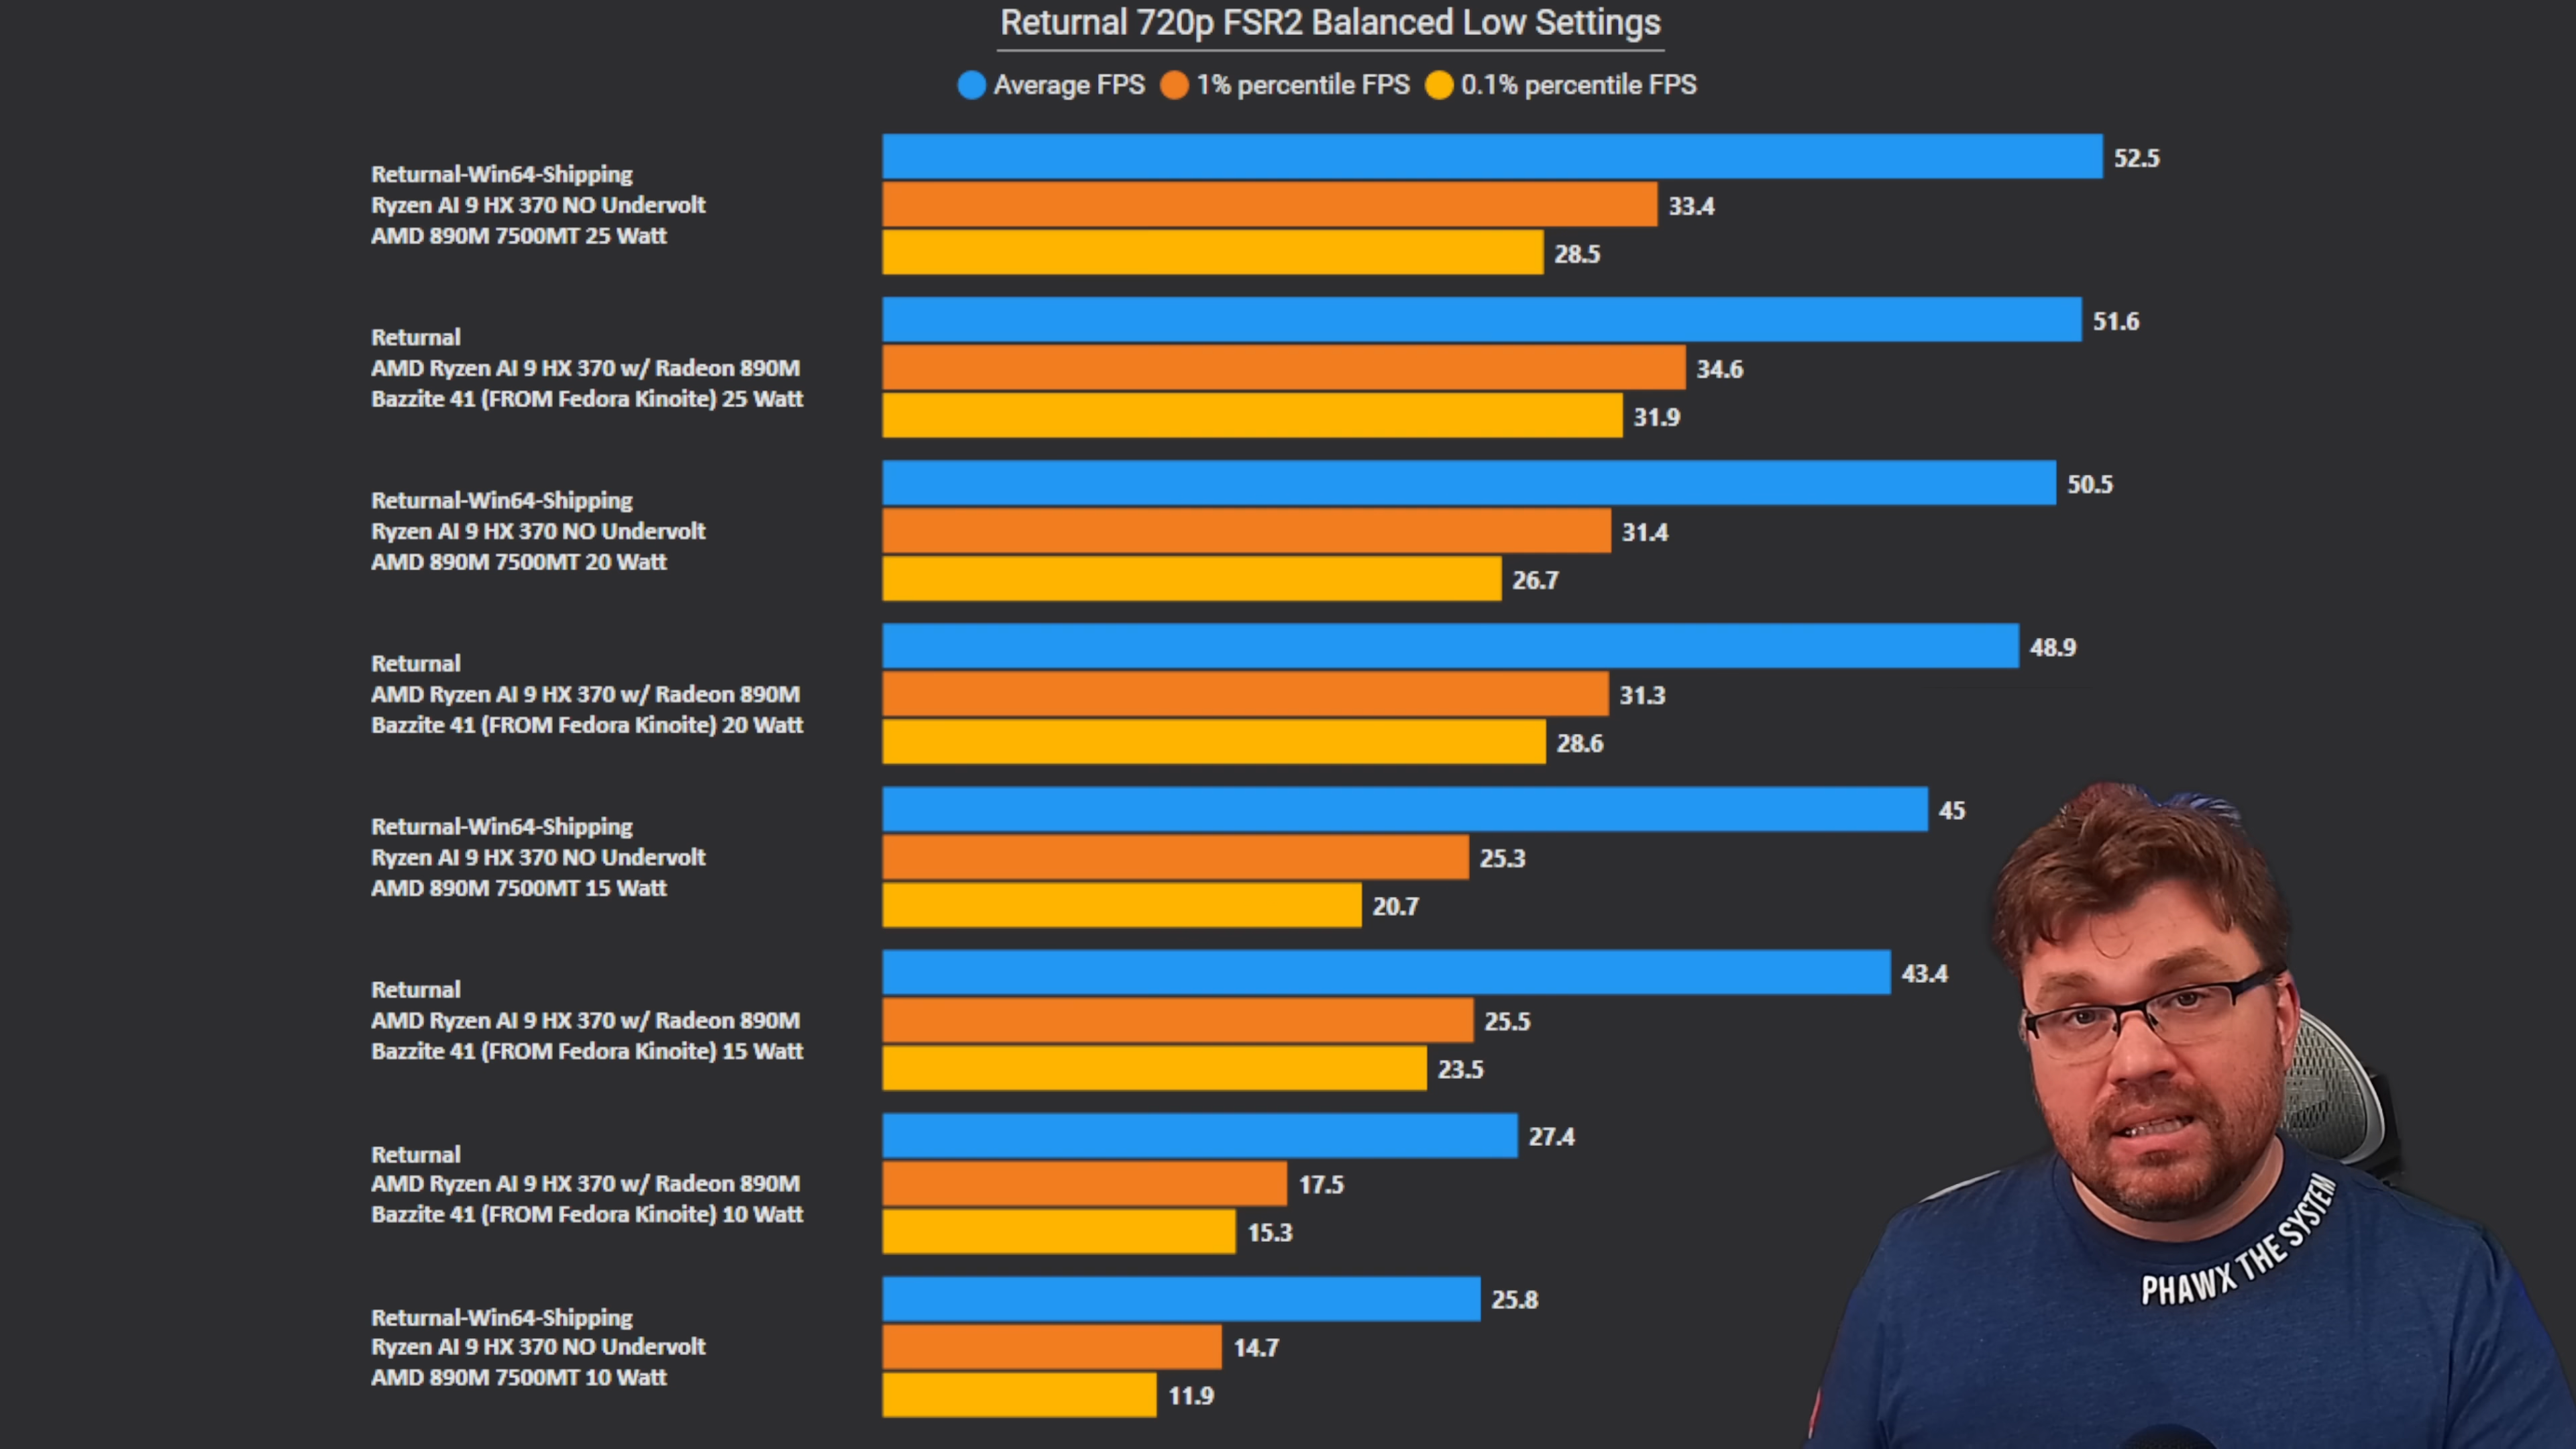 Returnal 720p FSR2 Balanced Low Settings
Average FPS 1% percentile FPS 0.1% percentile FPS
Returnal-Win64-Shipping
Ryzen AI 9 HX 370 NO Undervolt
AMD 890M 7500MT 25 Watt
52.5
33.4
28.5
Returnal
AMD Ryzen AI 9 HX 370 w/ Radeon 890M
Bazzite 41 (FROM Fedora Kinoite) 25 Watt
51.6
34.6
31.9
Returnal-Win64-Shipping
Ryzen AI 9 HX 370 NO Undervolt
AMD 890M 7500MT 20 Watt
50.5
31.4
26.7
Returnal
AMD Ryzen AI 9 HX 370 w/ Radeon 890M
Bazzite 41 (FROM Fedora Kinoite) 20 Watt
48.9
31.3
28.6
Returnal-Win64-Shipping
Ryzen AI 9 HX 370 NO Undervolt
AMD 890M 7500MT 15 Watt
45
25.3
20.7
Returnal
AMD Ryzen AI 9 HX 370 w/ Radeon 890M
Bazzite 41 (FROM Fedora Kinoite) 15 Watt
43.4
25.5
23.5
Returnal
AMD Ryzen AI 9 HX 370 w/ Radeon 890M
Bazzite 41 (FROM Fedora Kinoite) 10 Watt
27.4
17.5
15.3
Returnal-Win64-Shipping
Ryzen AI 9 HX 370 NO Undervolt
AMD 890M 7500MT 10 Watt
25.8
14.7
11.9
PHAWX THE SYSTEM